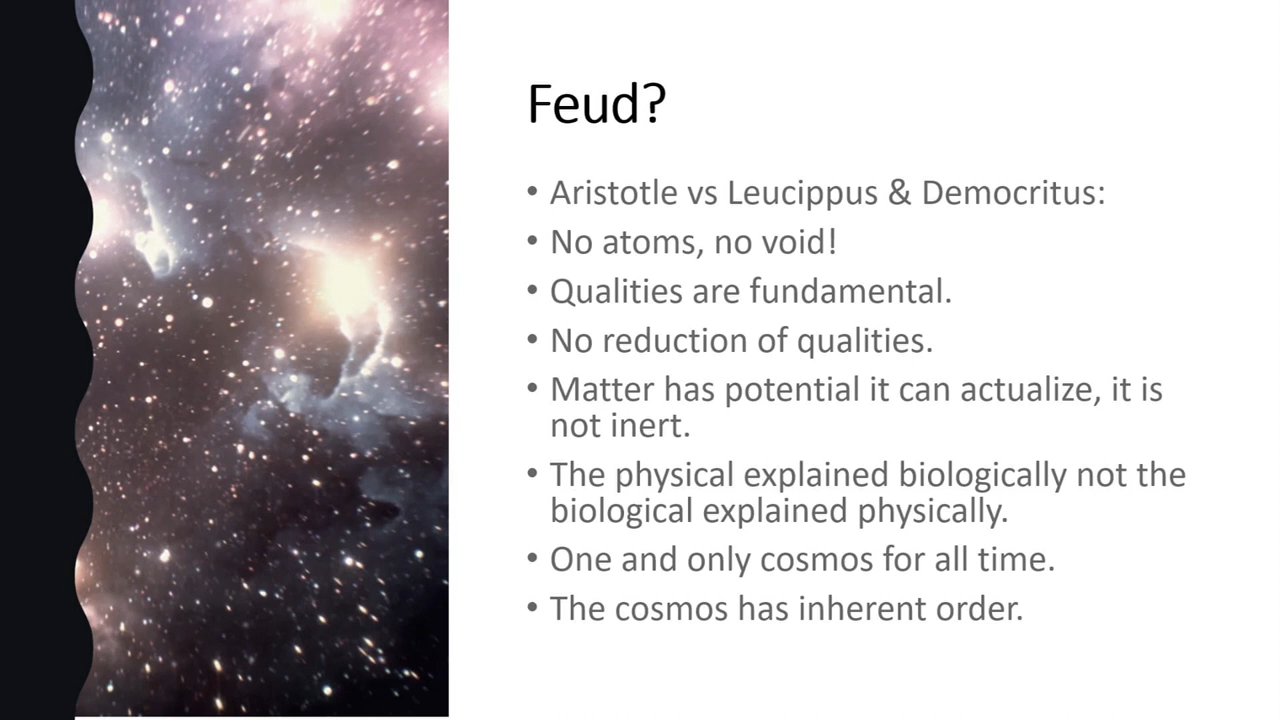 Feud?
• Aristotle vs Leucippus & Democritus:
• No atoms, no void!
• Qualities are fundamental.
• No reduction of qualities.
• Matter has potential it can actualize, it is
not inert.
• The physical explained biologically not the
biological explained physically.
• One and only cosmos for all time.
• The cosmos has inherent order.